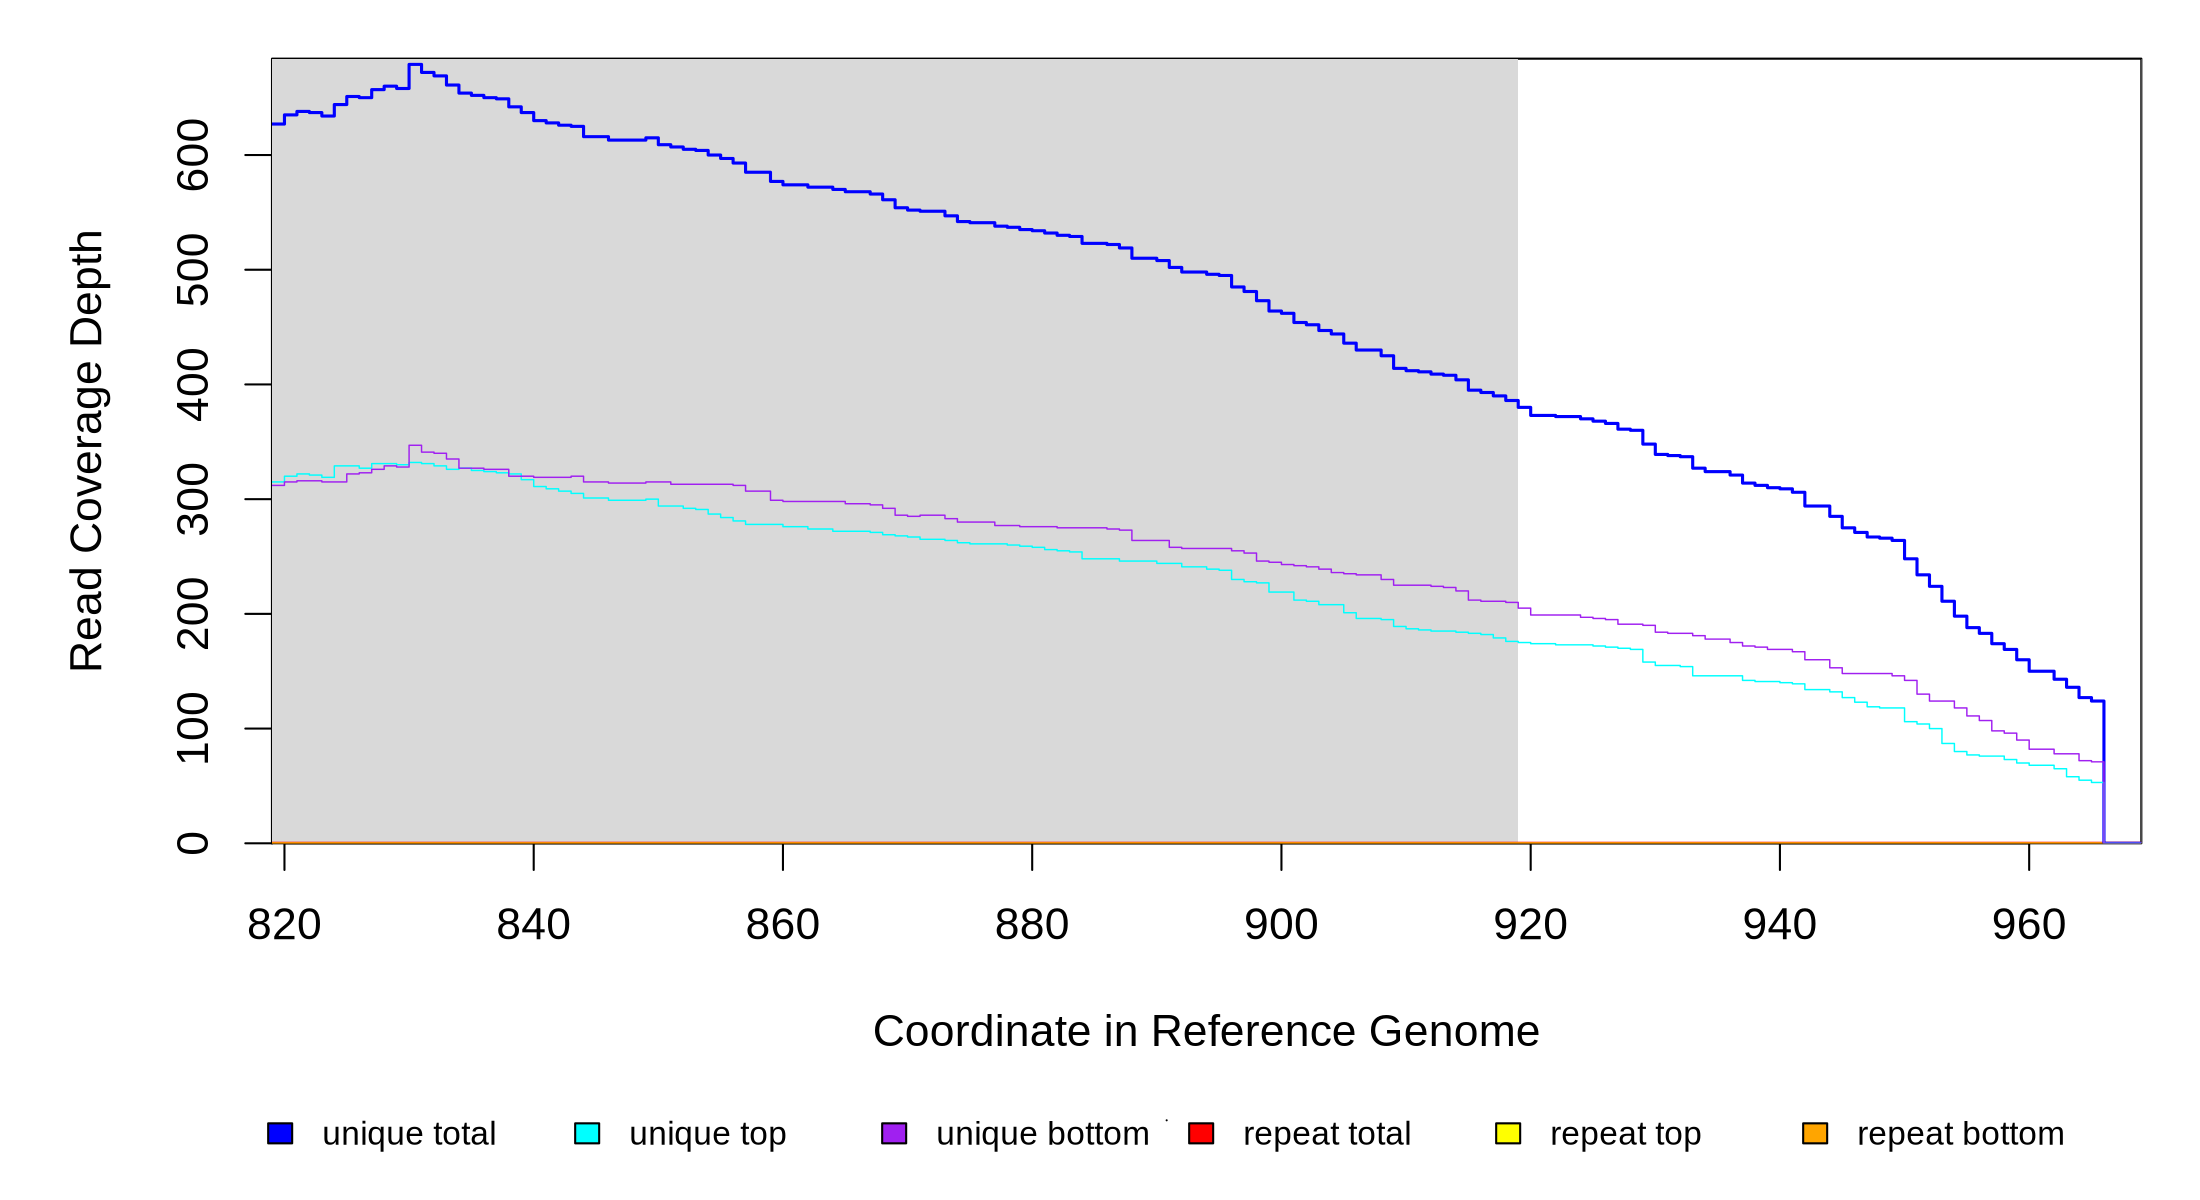 Read Coverage Depth
600
500
400
300
200
100
0
820 840 860 880 900 920 940 960
Coordinate in Reference Genome
unique total unique top unique bottom repeat total repeat top repeat bottom